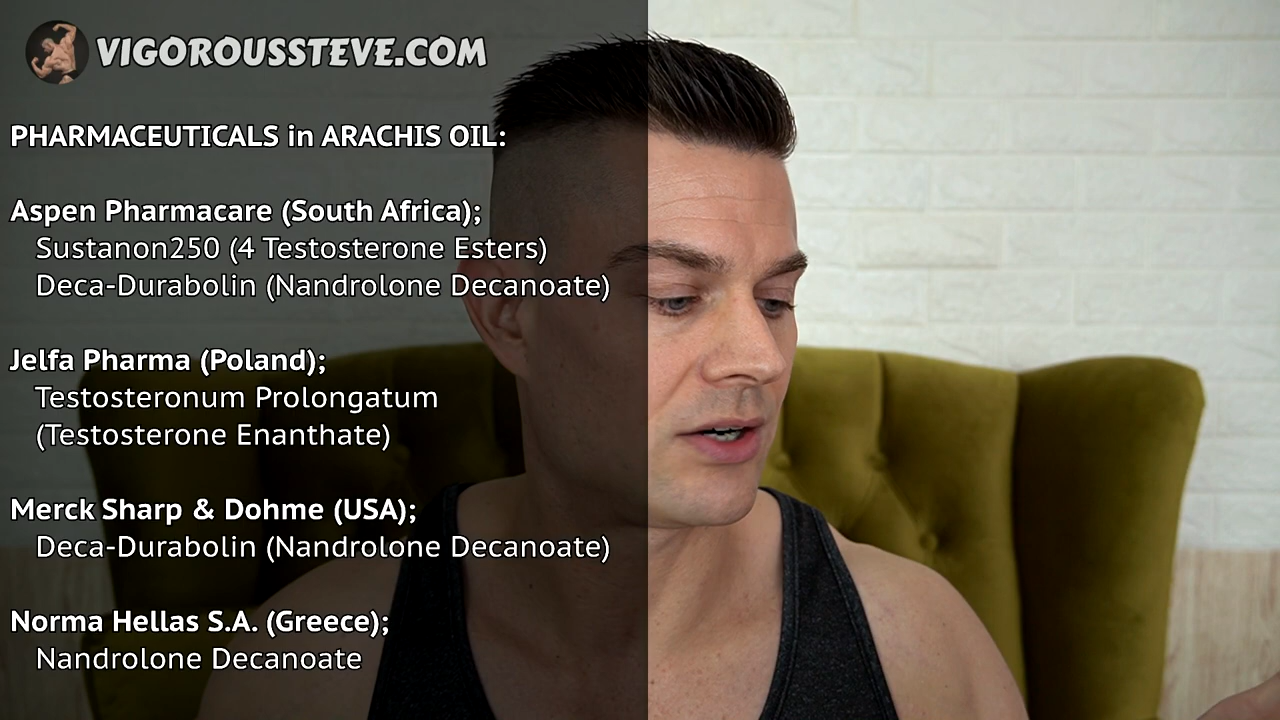 VIGOROUSSTEVE.COM
PHARMACEUTICALS in ARACHIS OIL:
Aspen Pharmacare (South Africa);
Sustanon250 (4 Testosterone Esters)
Deca-Durabolin (Nandrolone Decanoate)
Jelfa Pharma (Poland);
Testosteronum Prolongatum
(Testosterone Enanthate)
Merck Sharp & Dohme (USA);
Deca-Durabolin (Nandrolone Decanoate)
Norma Hellas S.A. (Greece);
Nandrolone Decanoate